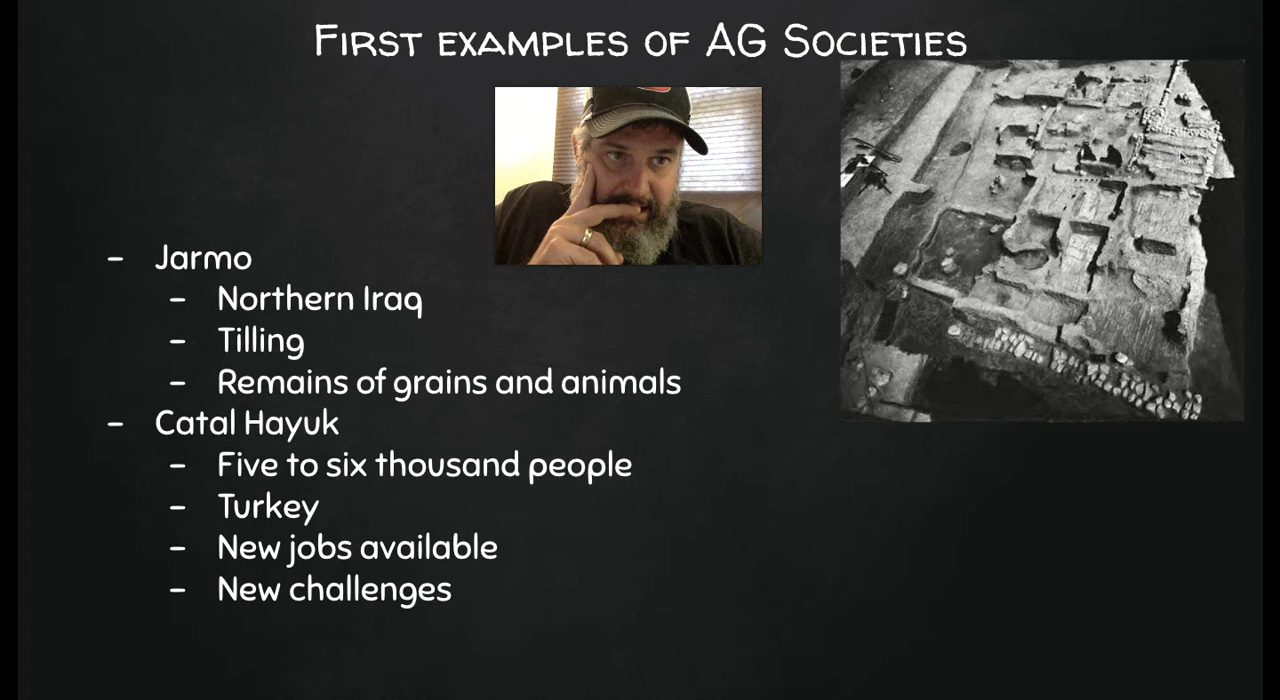 First examples of AG Societies
- Jarmo
- Northern Iraq
- Tilling
- Remains of grains and animals
- Catal Hayuk
- Five to six thousand people
- Turkey
- New jobs available
- New challenges